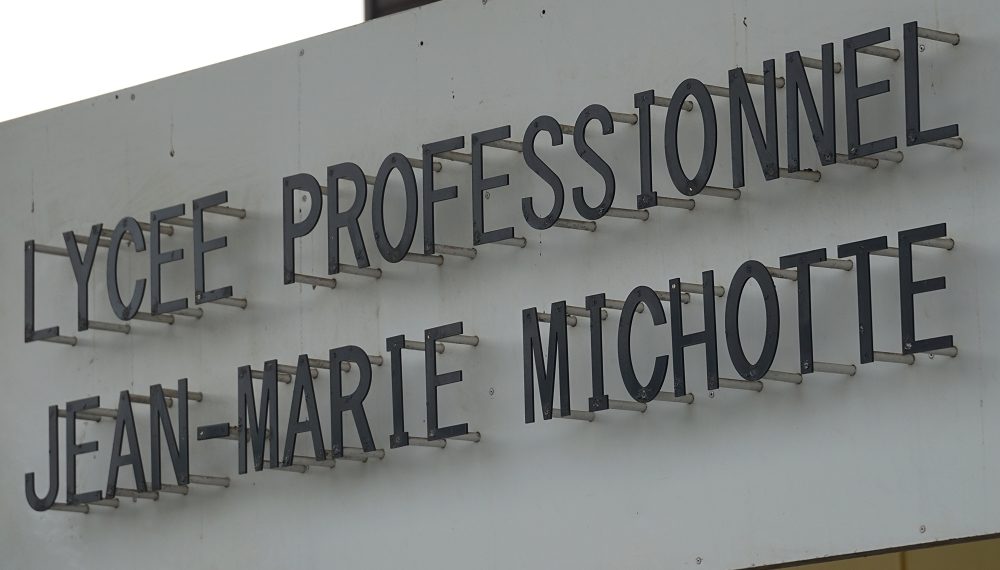 LYCEE PROFESSIONNEL
JEAN-MARIE MICHOTTE